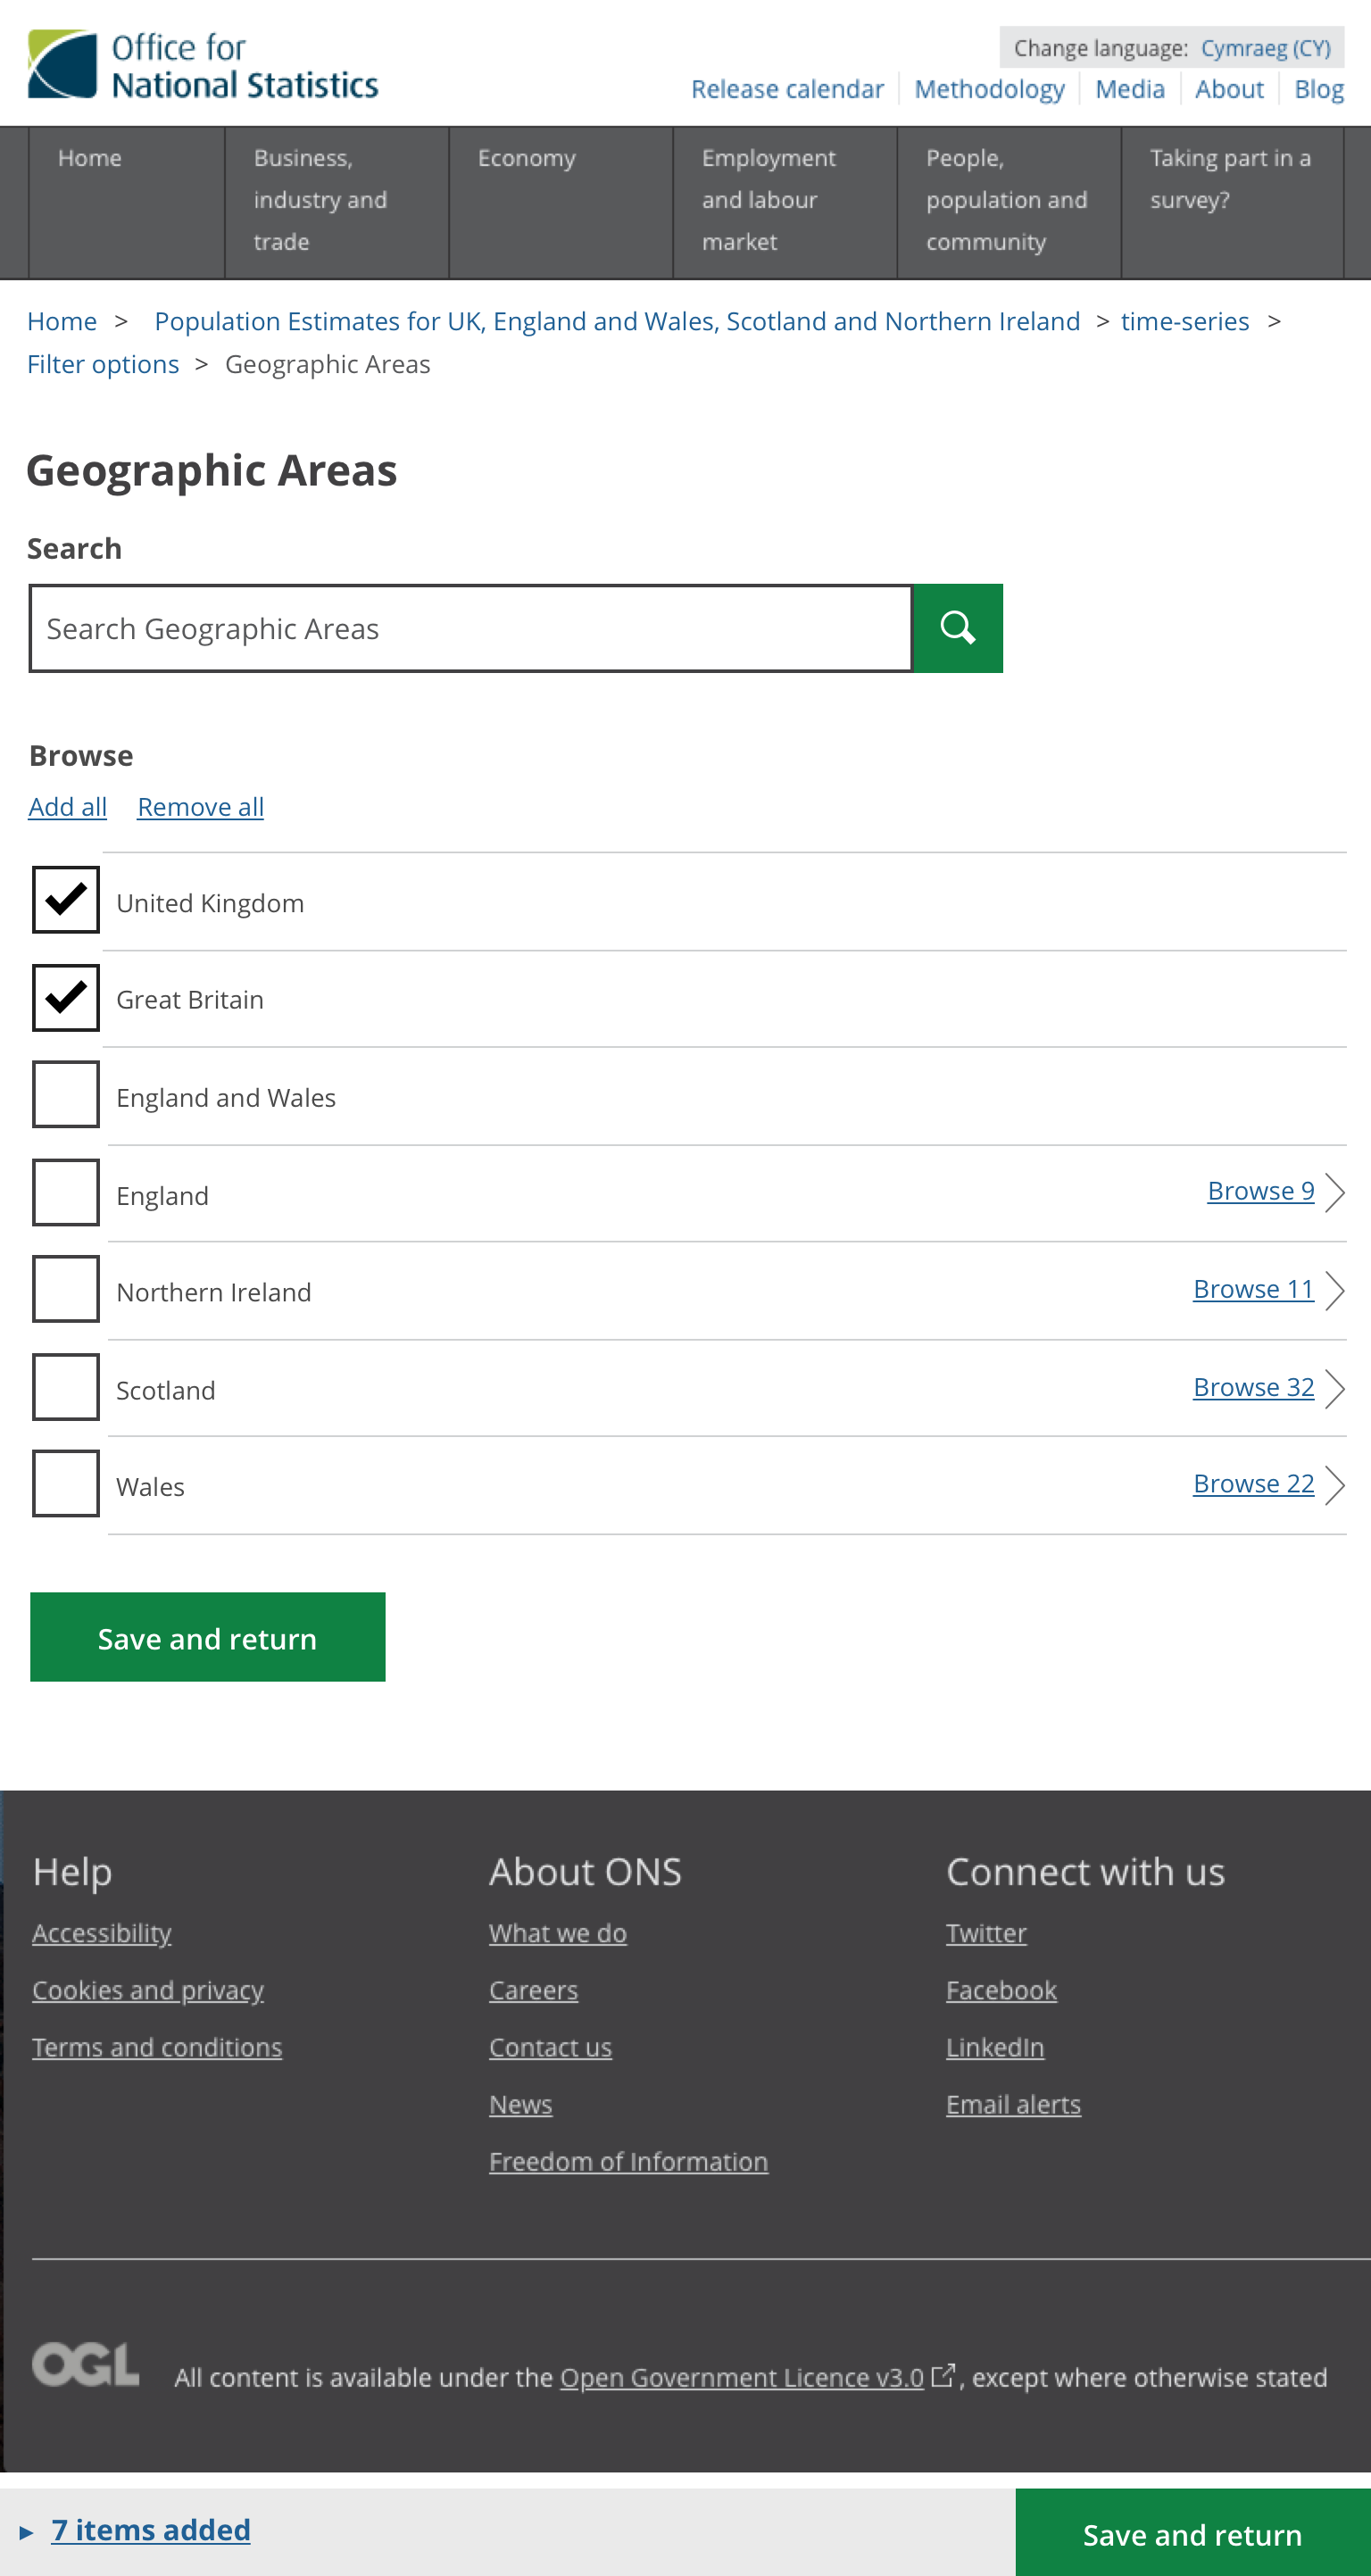 Office for
National Statistics
Change language: Cymraeg (CY)
Release calendar Methodology Media About Blog
Home
Business,
industry and
trade
Economy
Employment
and labour
market
People,
population and
community
Taking part in a
survey?
Home > Population Estimates for UK, England and Wales, Scotland and Northern Ireland > time-series >
Filter options > Geographic Areas
Geographic Areas
Search
Search Geographic Areas
Browse
Add all Remove all
United Kingdom
Great Britain
England and Wales
England Browse 9
Northern Ireland Browse 11
Scotland Browse 32
Wales Browse 22
Save and return
Help
Accessibility
Cookies and privacy
Terms and conditions
About ONS
What we do
Careers
Contact us
News
Freedom of Information
Connect with us
Twitter
Facebook
LinkedIn
Email alerts
OGL All content is available under the Open Government Licence v3.0 , except where otherwise stated
7 items added Save and return